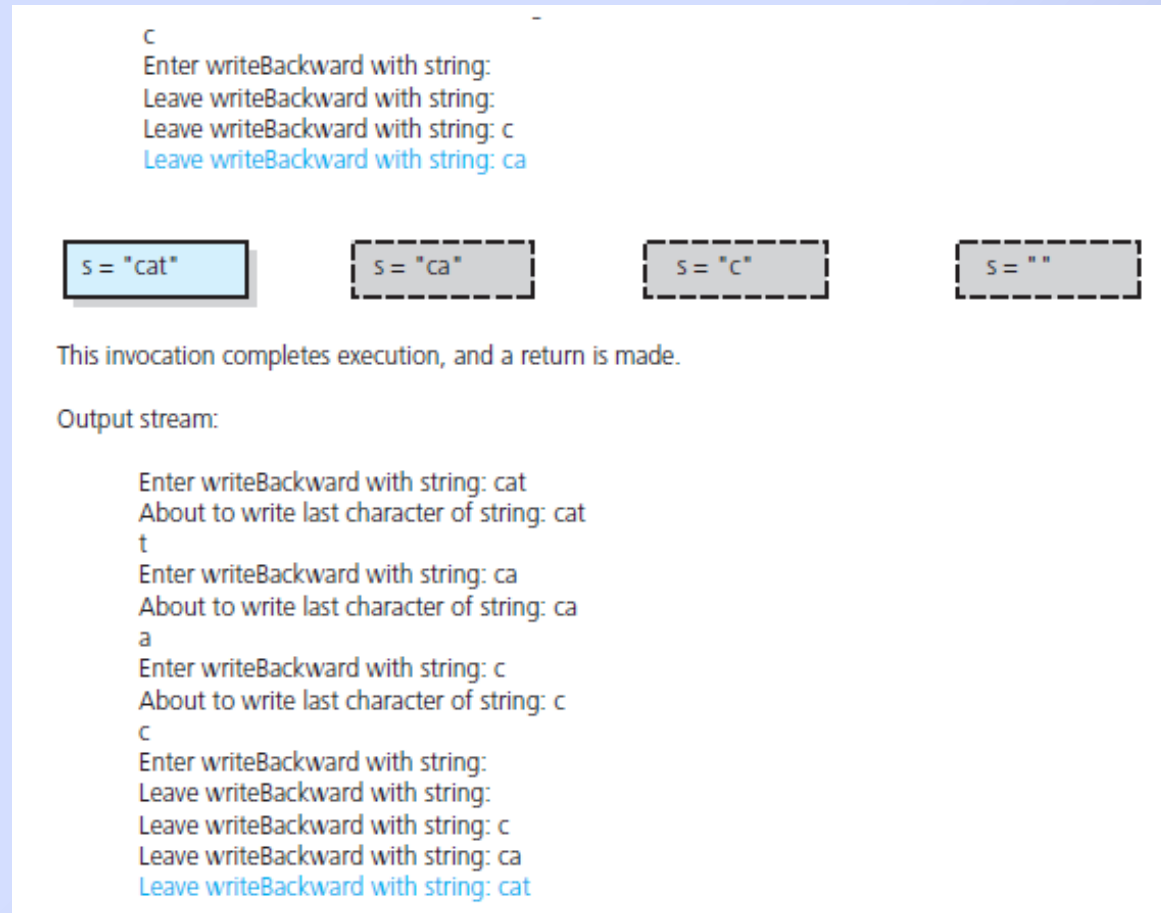 c
Enter writeBackward with string:
Leave writeBackward with string:
Leave writeBackward with string: c
Leave writeBackward with string: ca
s = "cat" s = "ca" s = "c" s = " "
This invocation completes execution, and a return is made.
Output stream:
Enter writeBackward with string: cat
About to write last character of string: cat
t
Enter writeBackward with string: ca
About to write last character of string: ca
a
Enter writeBackward with string: c
About to write last character of string: c
c
Enter writeBackward with string:
Leave writeBackward with string:
Leave writeBackward with string: c
Leave writeBackward with string: ca
Leave writeBackward with string: cat